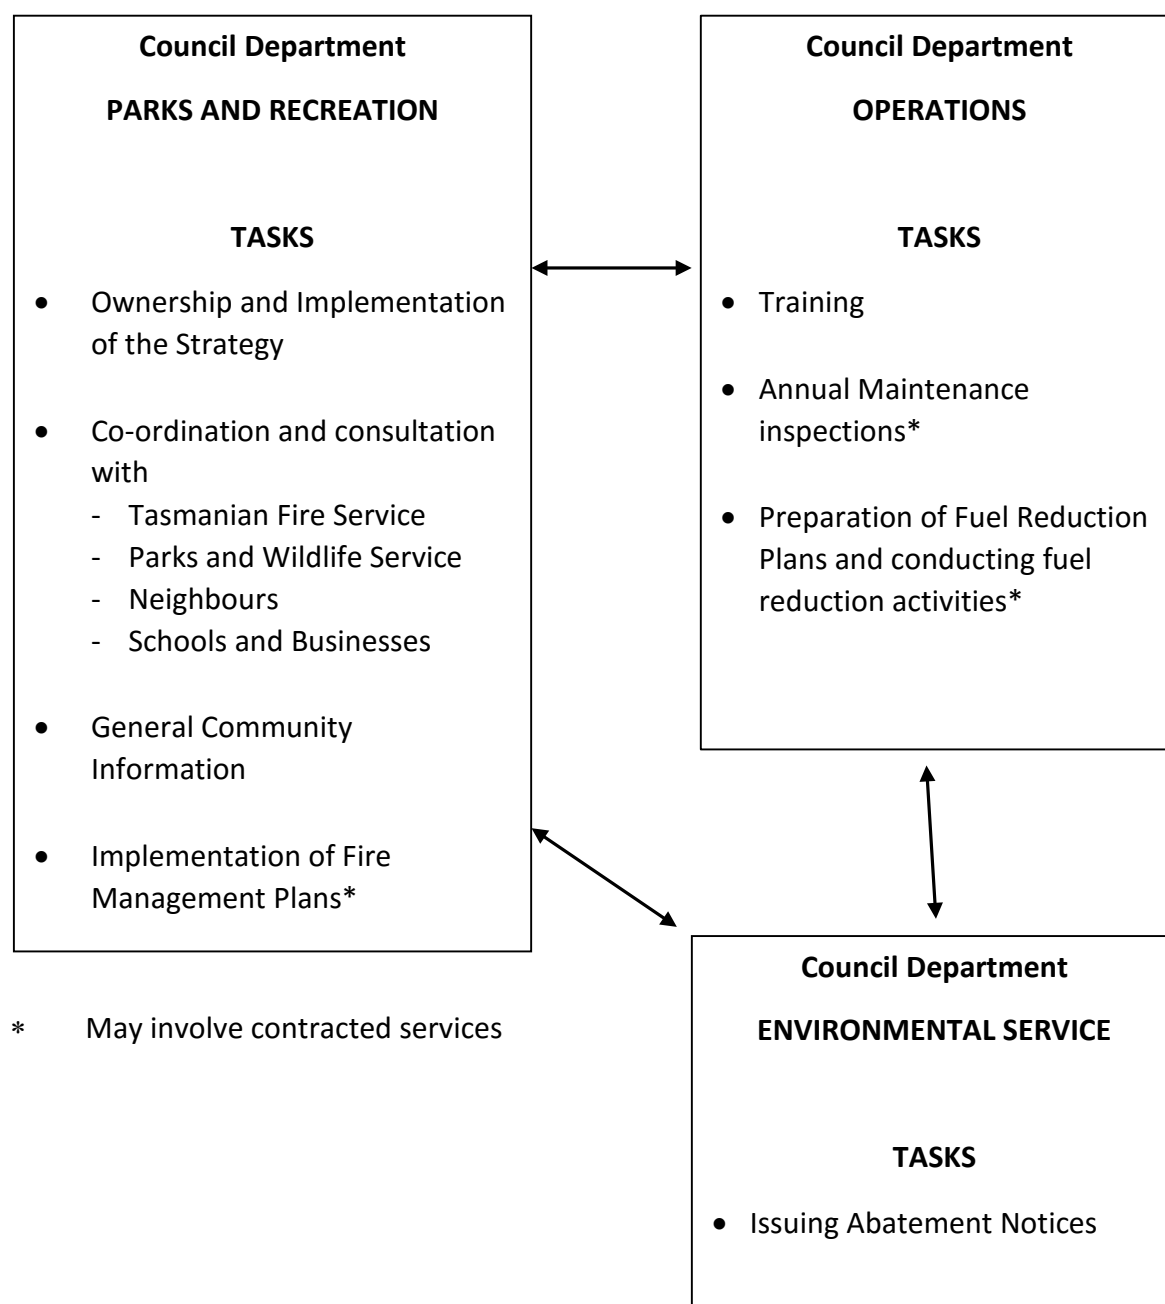 Council Department
PARKS AND RECREATION
TASKS
• Ownership and Implementation
of the Strategy
• Co-ordination and consultation
with
- Tasmanian Fire Service
- Parks and Wildlife Service
- Neighbours
- Schools and Businesses
• General Community
Information
• Implementation of Fire
Management Plans*
* May involve contracted services
Council Department
OPERATIONS
TASKS
• Training
• Annual Maintenance
inspections*
• Preparation of Fuel Reduction
Plans and conducting fuel
reduction activities*
Council Department
ENVIRONMENTAL SERVICE
TASKS
• Issuing Abatement Notices